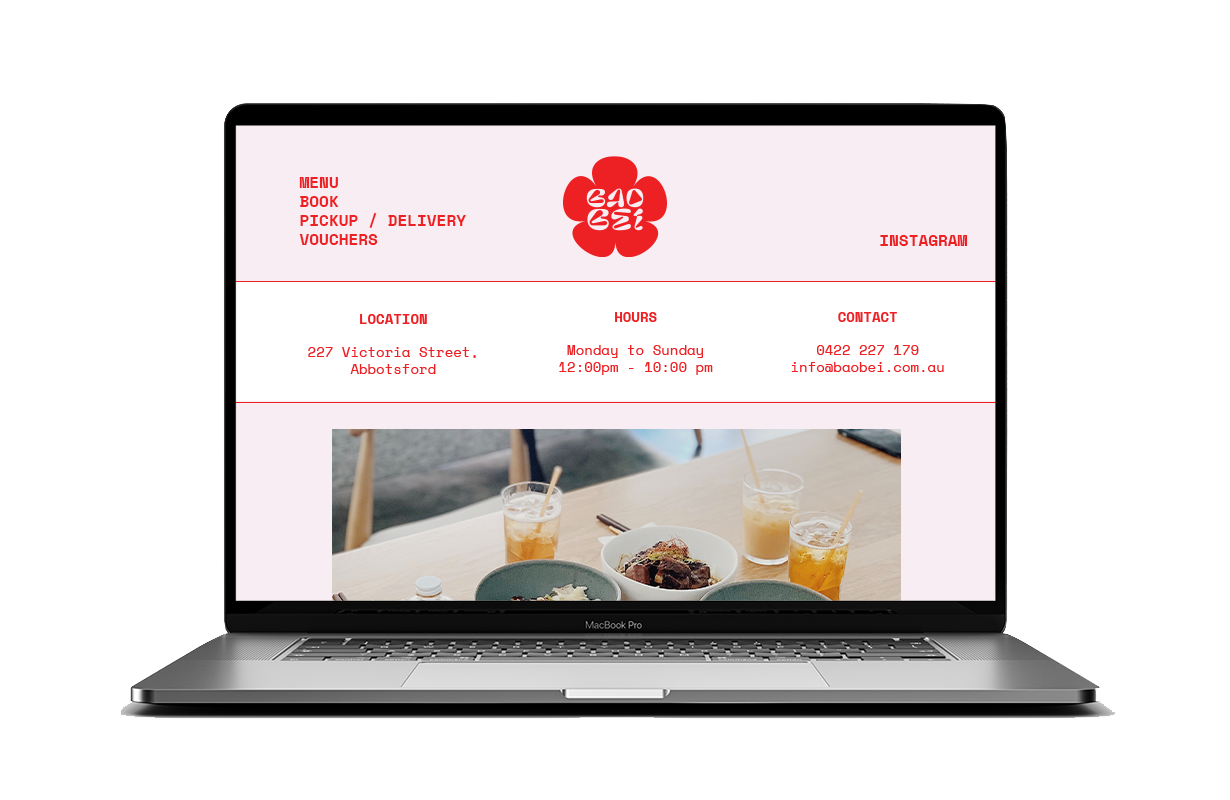 MENU
BOOK
PICKUP / DELIVERY
VOUCHERS
BAO
BEI
INSTAGRAM
LOCATION
227 Victoria Street,
Abbotsford
HOURS
Monday to Sunday
12:00pm - 10:00 pm
CONTACT
0422 227 179
info@baobei.com.au
MacBook Pro